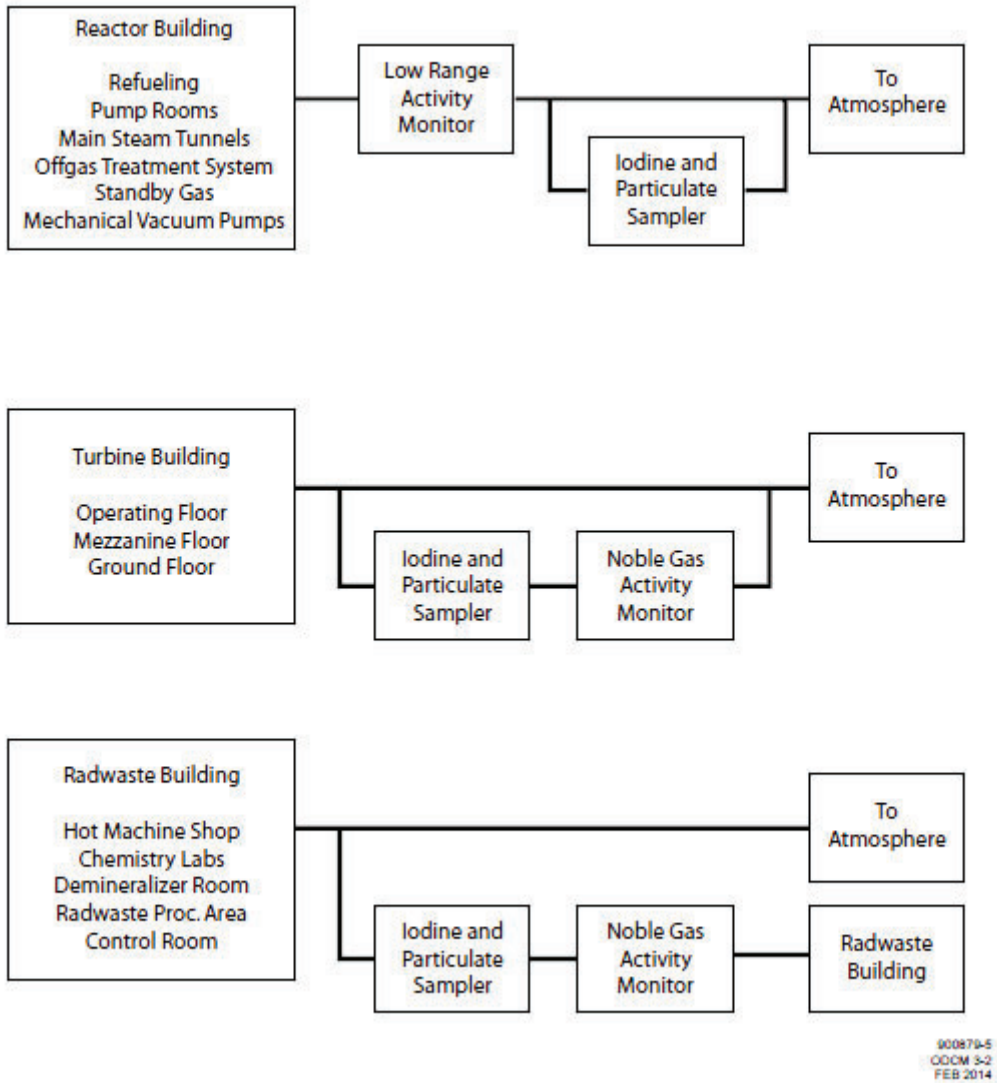 Reactor Building
Refueling
Pump Rooms
Main Steam Tunnels
Offgas Treatment System
Standby Gas
Mechanical Vacuum Pumps
Low Range
Activity
Monitor
Iodine and
Particulate
Sampler
To
Atmosphere
Turbine Building
Operating Floor
Mezzanine Floor
Ground Floor
Iodine and
Particulate
Sampler
Noble Gas
Activity
Monitor
To
Atmosphere
Radwaste Building
Hot Machine Shop
Chemistry Labs
Demineralizer Room
Radwaste Proc. Area
Control Room
Iodine and
Particulate
Sampler
Noble Gas
Activity
Monitor
To
Atmosphere
Radwaste
Building
900879-5
ODCM 3-2
FEB 2014